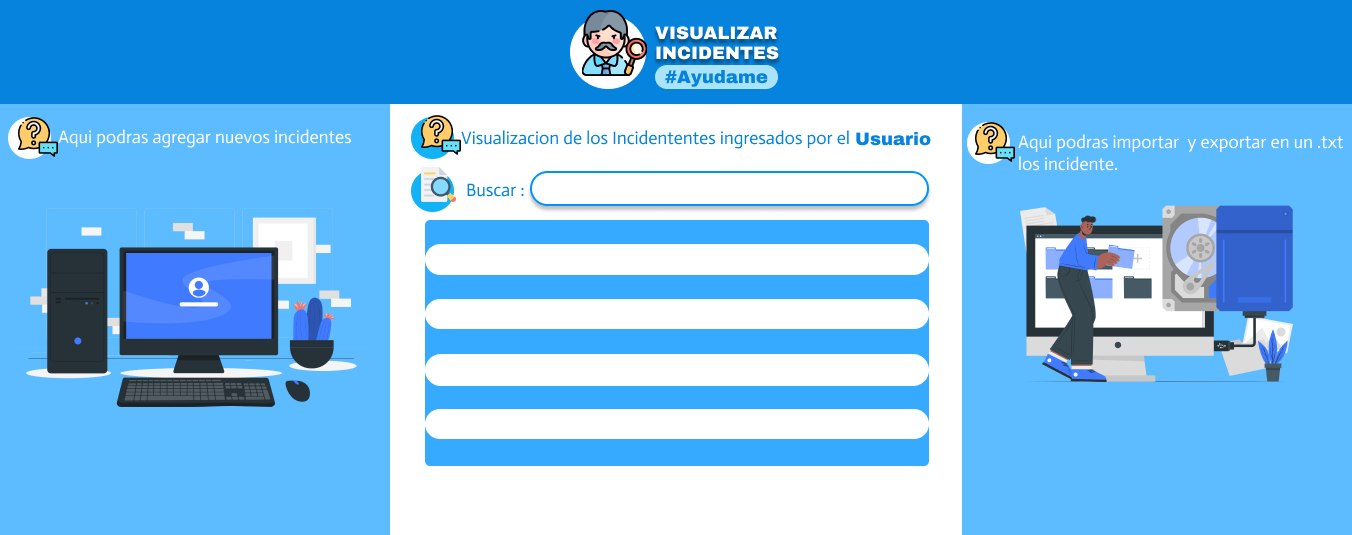 VISUALIZAR
INCIDENTES
#Ayudame
Aqui podras agregar nuevos incidentes
Visualizacion de los Incidententes ingresados por el Usuario
Buscar :
Aqui podras importar y exportar en un .txt
los incidente.